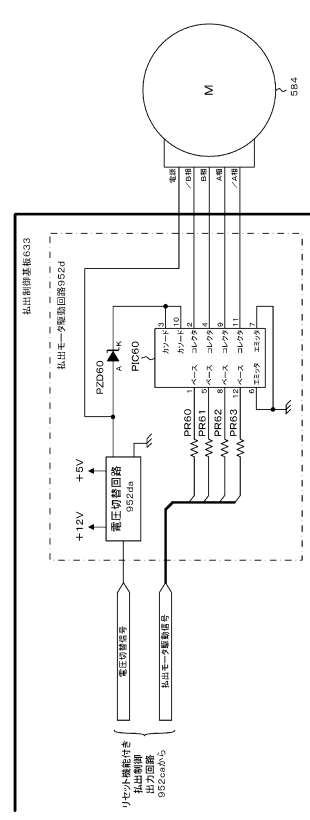 払出制御基板633
払出モータ駆動回路952d
M
584
電源
/B相
B相
A相
/A相
PZD60
A
K
PIC60
3
カソード
10
カソード
2
コレクタ
4
コレクタ
9
コレクタ
11
コレクタ
7
エミッタ
1
ベース
5
ベース
8
ベース
12
ベース
6
エミッタ
PR60
PR61
PR62
PR63
+5V
+12V
電圧切替回路
952da
電圧切替信号
払出モータ駆動信号
リセット機能付き
払出制御
出力回路
952caから